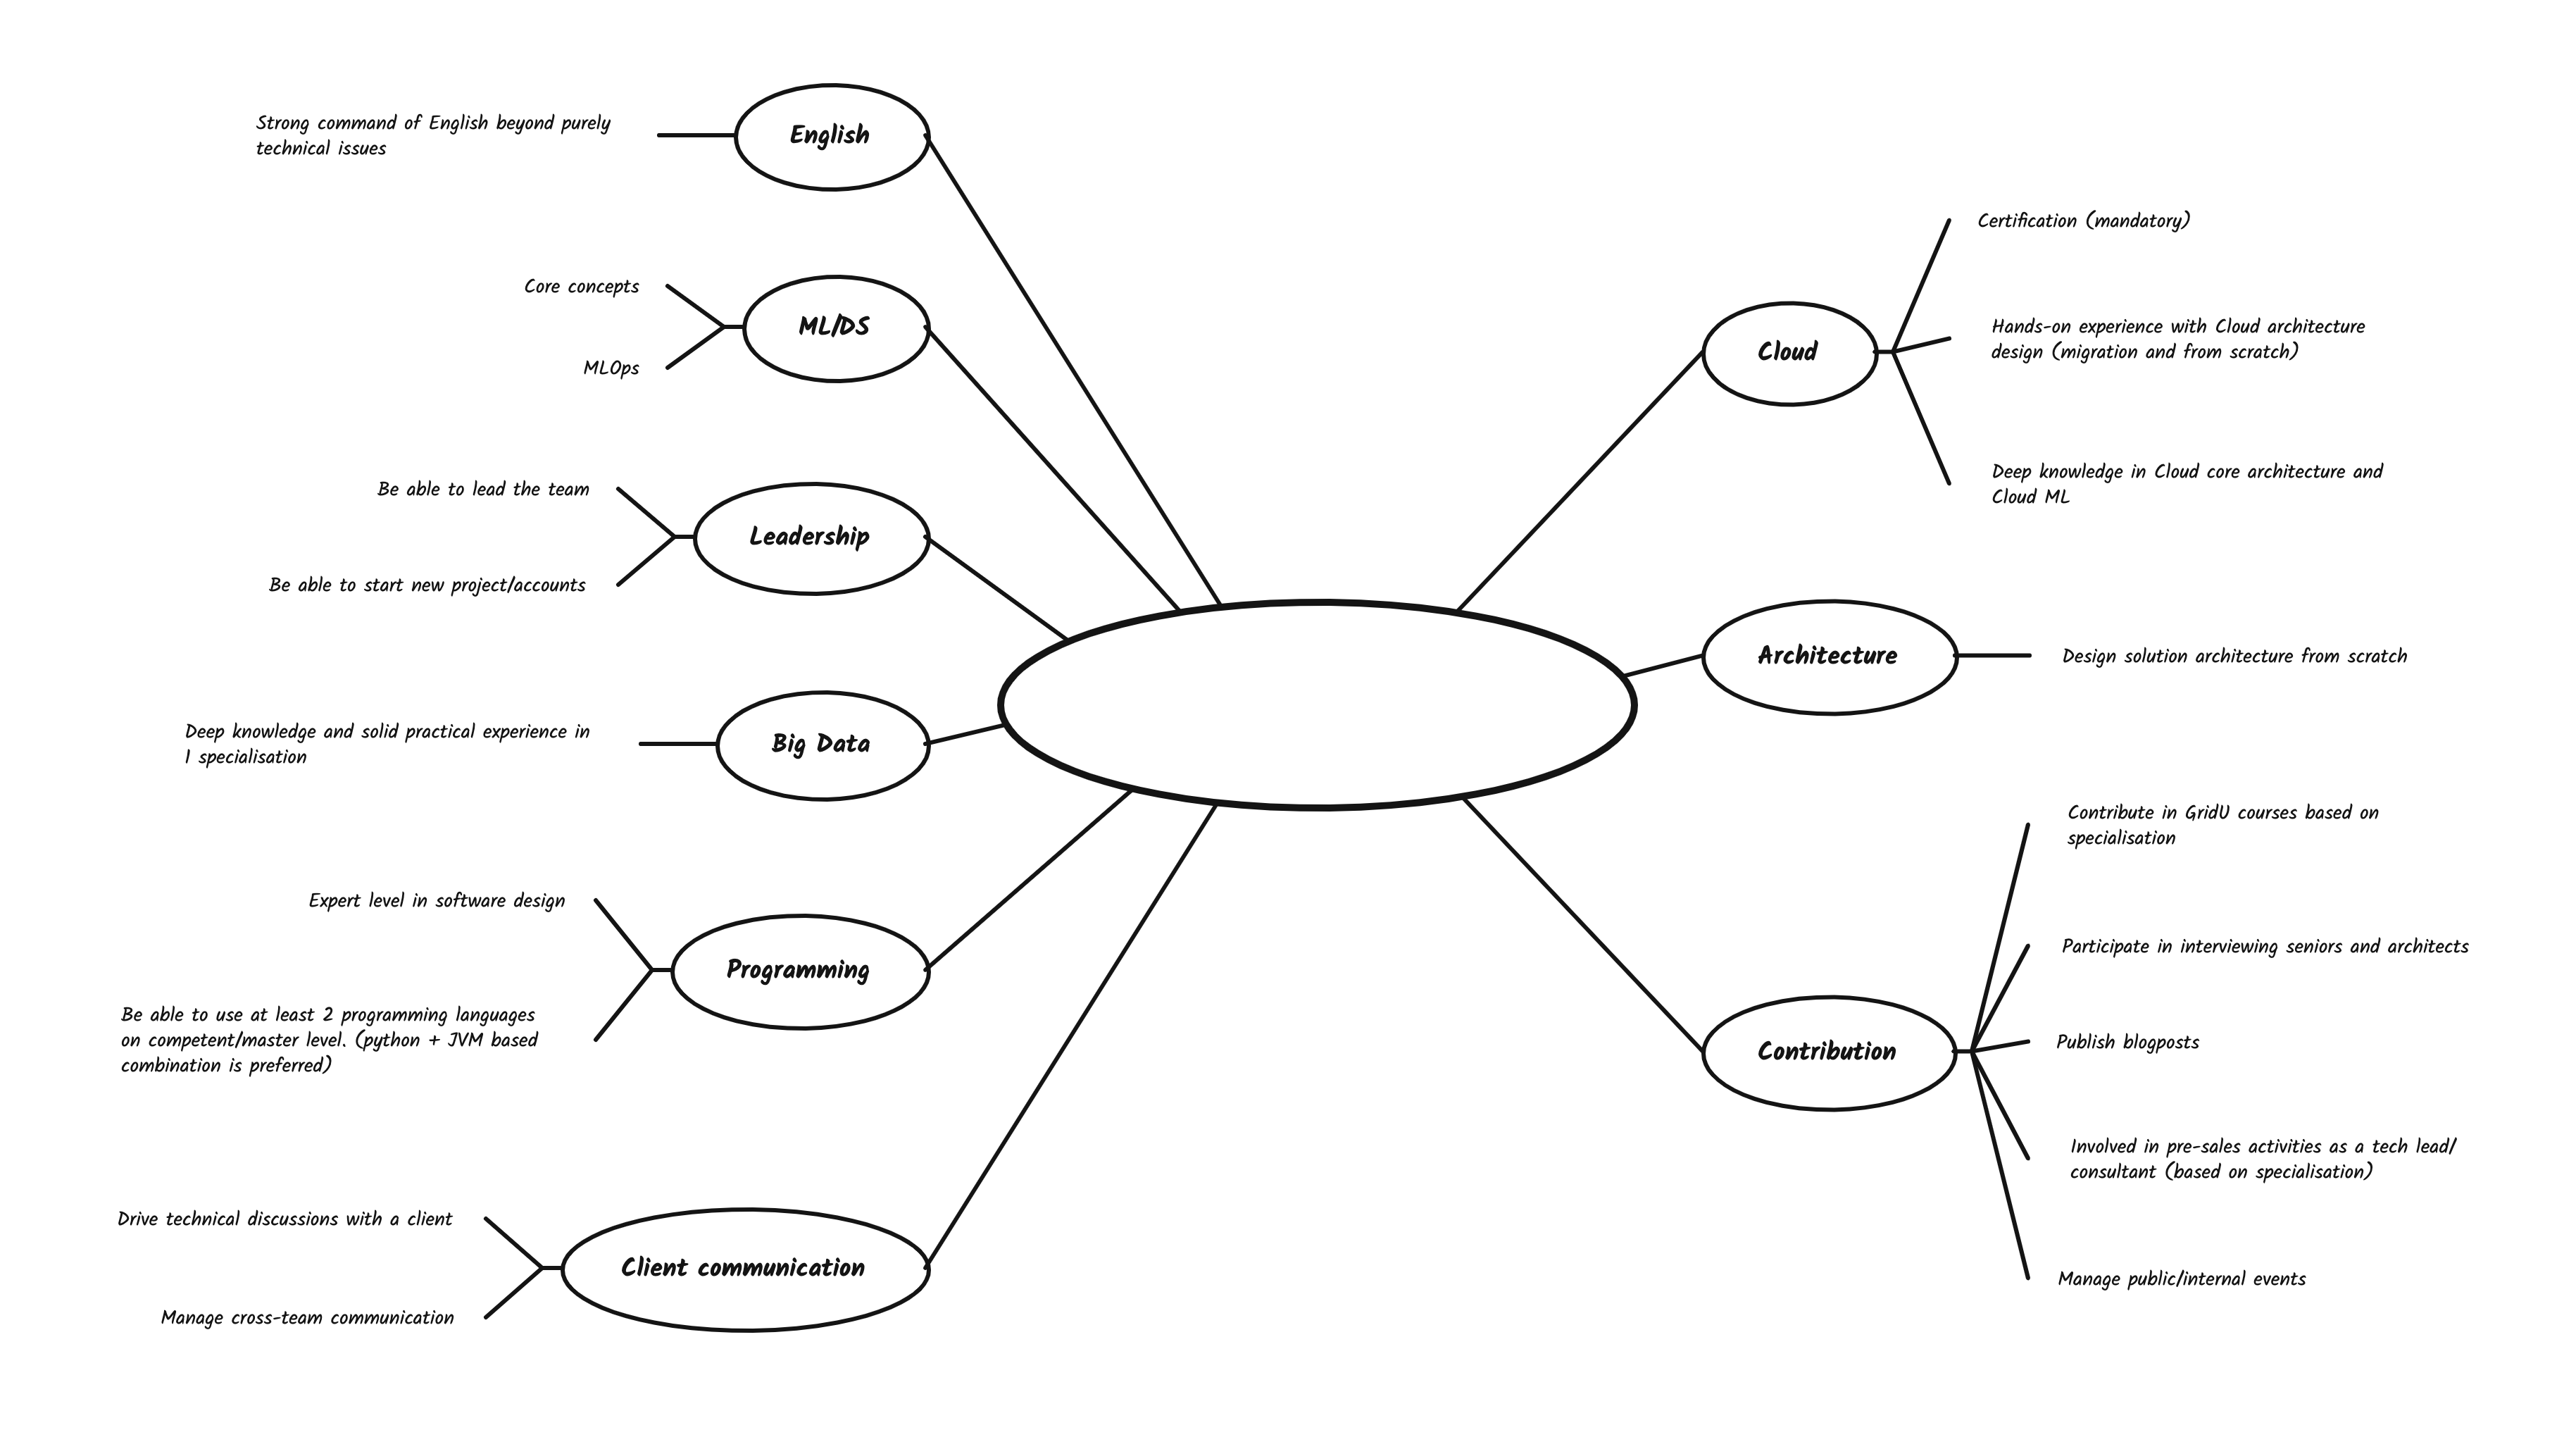 English
Strong command of English beyond purely
technical issues
ML/DS
Core concepts
MLOps
Leadership
Be able to lead the team
Be able to start new project/accounts
Big Data
Deep knowledge and solid practical experience in
1 specialisation
Programming
Expert level in software design
Be able to use at least 2 programming languages
on competent/master level. (python + JVM based
combination is preferred)
Client communication
Drive technical discussions with a client
Manage cross-team communication
Cloud
Certification (mandatory)
Hands-on experience with Cloud architecture
design (migration and from scratch)
Deep knowledge in Cloud core architecture and
Cloud ML
Architecture
Design solution architecture from scratch
Contribution
Contribute in GridU courses based on
specialisation
Participate in interviewing seniors and architects
Publish blogposts
Involved in pre-sales activities as a tech lead/
consultant (based on specialisation)
Manage public/internal events